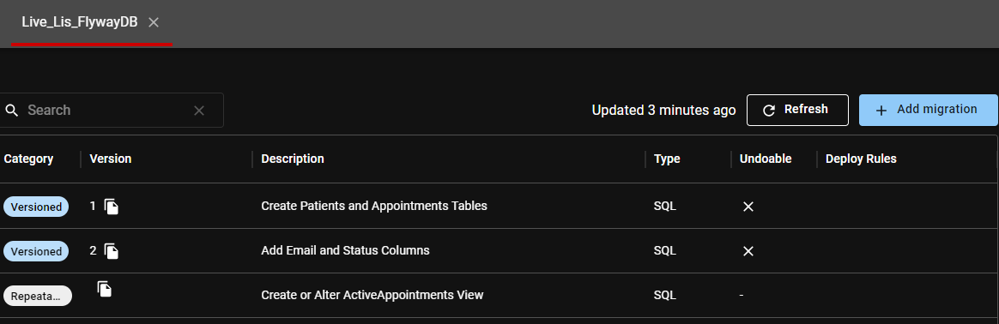 Live_Lis_FlywayDB
Search
Updated 3 minutes ago Refresh + Add migration
Category Version Description Type Undoable Deploy Rules
Versioned 1 Create Patients and Appointments Tables SQL
Versioned 2 Add Email and Status Columns SQL
Repeata... Create or Alter ActiveAppointments View SQL -